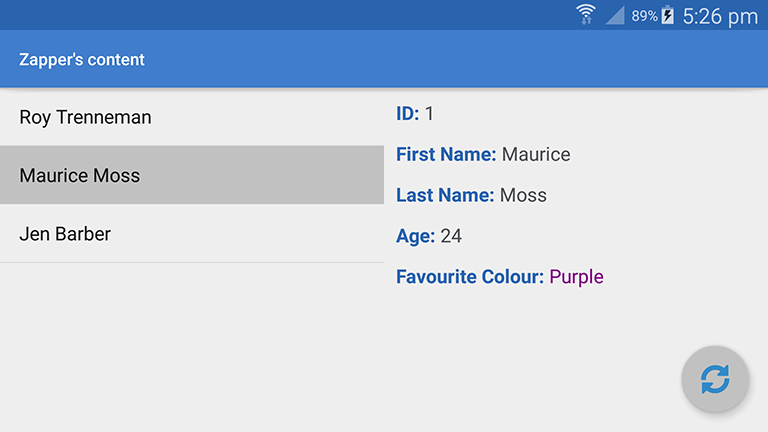 89% 5:26 pm
Zapper's content
Roy Trenneman
Maurice Moss
Jen Barber
ID: 1
First Name: Maurice
Last Name: Moss
Age: 24
Favourite Colour: Purple